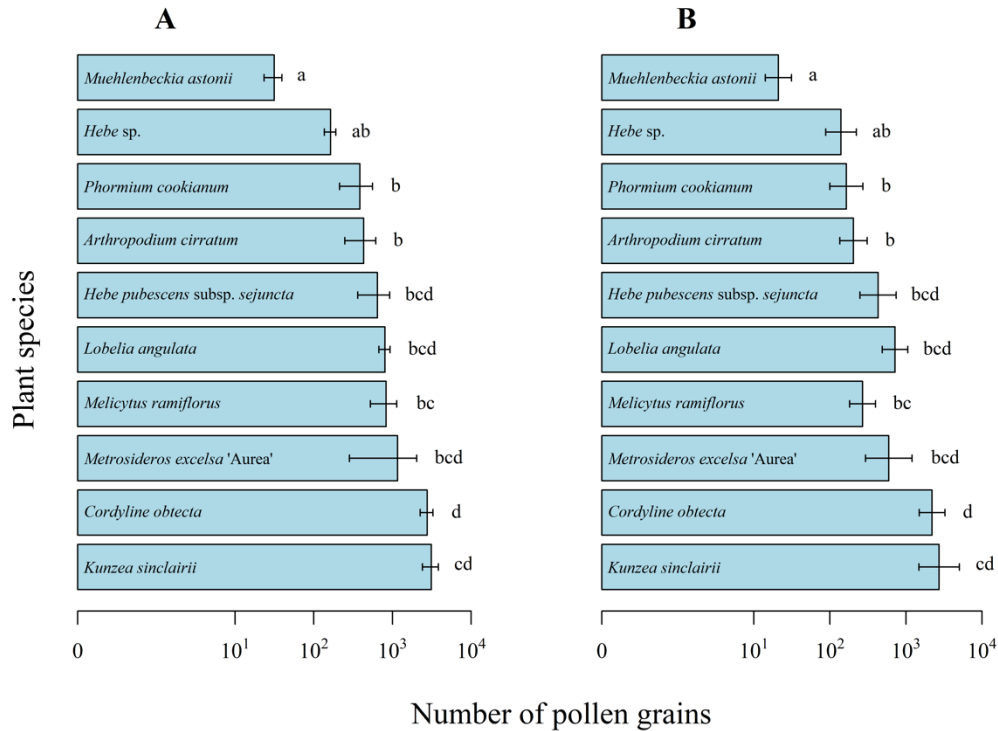 A
B
Plant species
Muehlenbeckia astonii a
Hebe sp. ab
Phormium cookianum b
Arthropodium cirratum b
Hebe pubescens subsp. sejuncta bcd
Lobelia angulata bcd
Melicytus ramiflorus bc
Metrosideros excelsa 'Aurea' bcd
Cordyline obtecta d
Kunzea sinclairii cd
0 10¹ 10² 10³ 10⁴
Muehlenbeckia astonii a
Hebe sp. ab
Phormium cookianum b
Arthropodium cirratum b
Hebe pubescens subsp. sejuncta bcd
Lobelia angulata bcd
Melicytus ramiflorus bc
Metrosideros excelsa 'Aurea' bcd
Cordyline obtecta d
Kunzea sinclairii cd
0 10¹ 10² 10³ 10⁴
Number of pollen grains